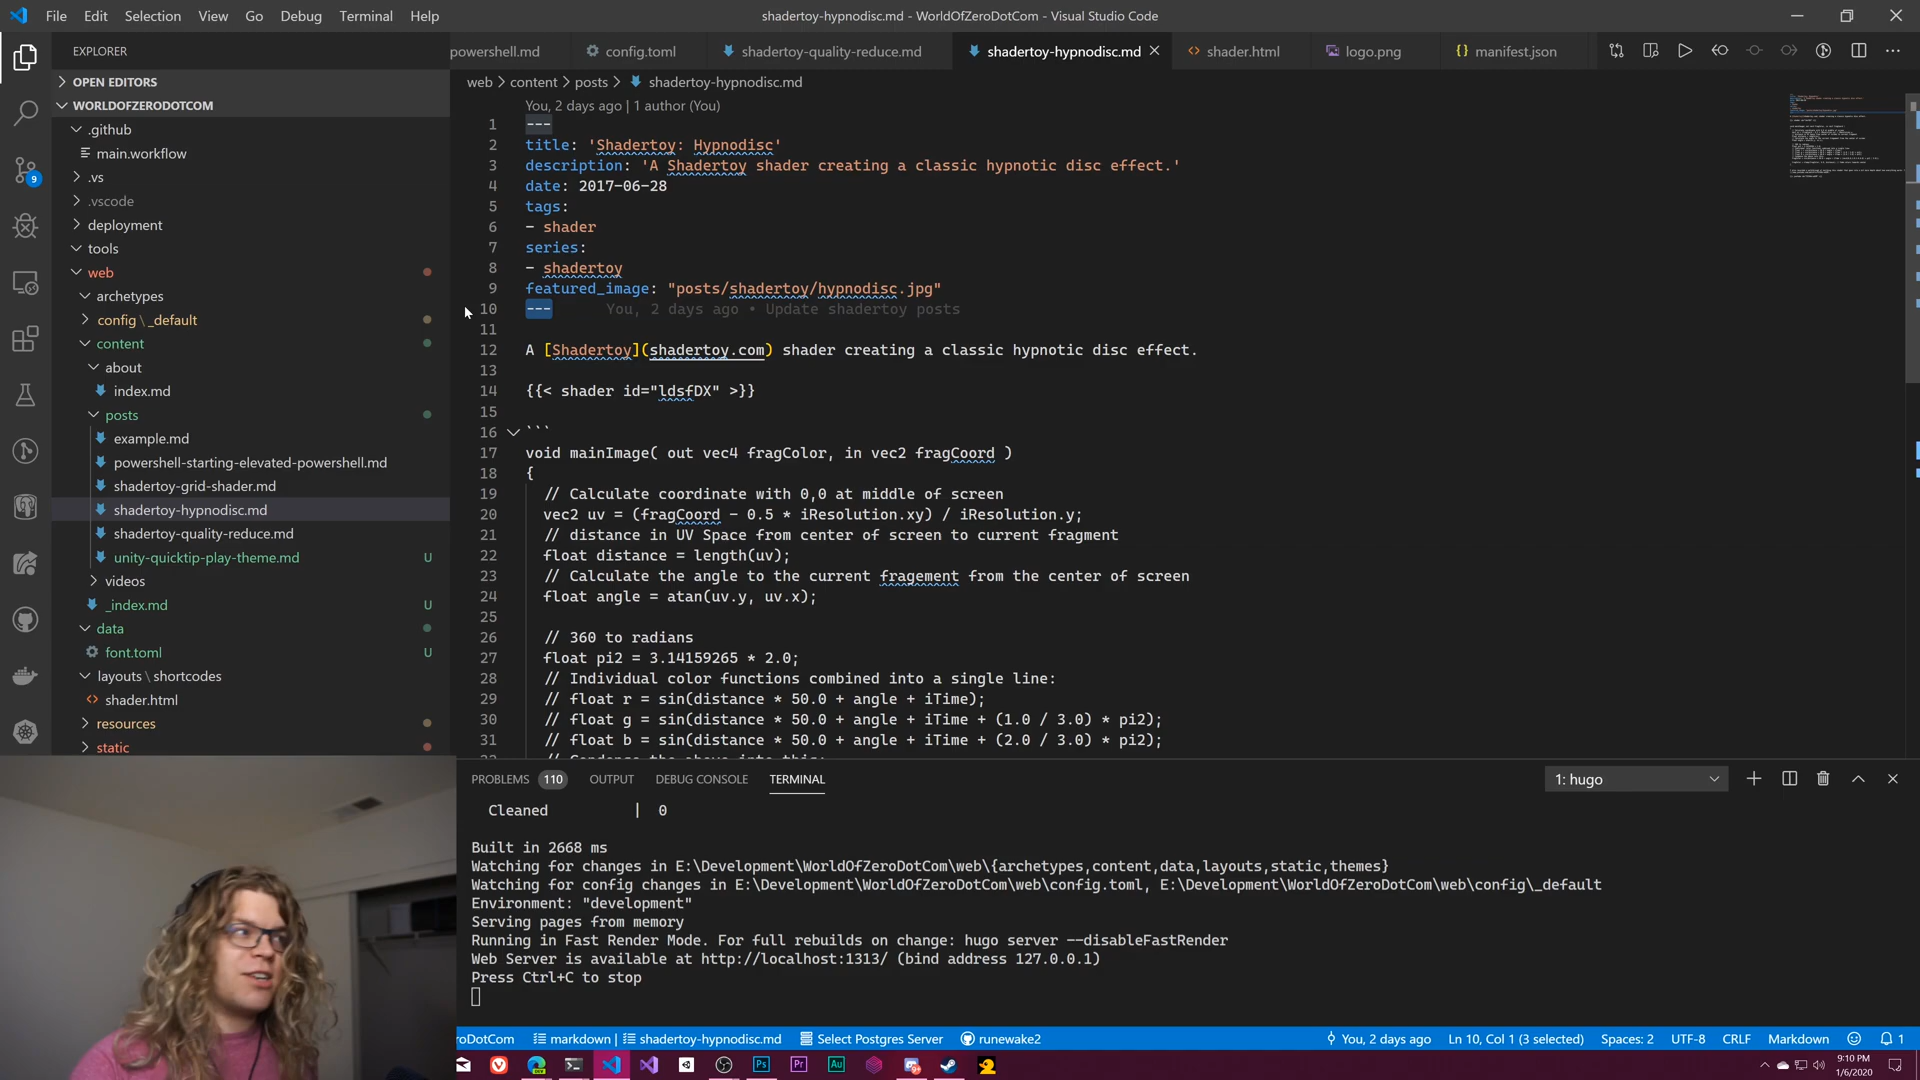 File Edit Selection View Go Debug Terminal Help
shadertoy-hypnodisc.md - WorldOfZeroDotCom - Visual Studio Code
EXPLORER
powershell.md config.toml shadertoy-quality-reduce.md shadertoy-hypnodisc.md shader.html logo.png manifest.json
OPEN EDITORS
WORLDOFZERODOTCOM
.github
main.workflow
.vs
.vscode
deployment
tools
web
archetypes
config \ _default
content
about
index.md
posts
example.md
powershell-starting-elevated-powershell.md
shadertoy-grid-shader.md
shadertoy-hypnodisc.md
shadertoy-quality-reduce.md
unity-quicktip-play-theme.md U
videos
_index.md U
data
font.toml U
layouts \ shortcodes
shader.html
resources
static
9
web > content > posts > shadertoy-hypnodisc.md
You, 2 days ago | 1 author (You)
1 ---
2 title: 'Shadertoy: Hypnodisc'
3 description: 'A Shadertoy shader creating a classic hypnotic disc effect.'
4 date: 2017-06-28
5 tags:
6 - shader
7 series:
8 - shadertoy
9 featured_image: "posts/shadertoy/hypnodisc.jpg"
10 --- You, 2 days ago • Update shadertoy posts
11
12 A [Shadertoy](shadertoy.com) shader creating a classic hypnotic disc effect.
13
14 {{< shader id="ldsfDX" >}}
15
16 ```
17 void mainImage( out vec4 fragColor, in vec2 fragCoord )
18 {
19 // Calculate coordinate with 0,0 at middle of screen
20 vec2 uv = (fragCoord - 0.5 * iResolution.xy) / iResolution.y;
21 // distance in UV Space from center of screen to current fragment
22 float distance = length(uv);
23 // Calculate the angle to the current fragement from the center of screen
24 float angle = atan(uv.y, uv.x);
25
26 // 360 to radians
27 float pi2 = 3.14159265 * 2.0;
28 // Individual color functions combined into a single line:
29 // float r = sin(distance * 50.0 + angle + iTime);
30 // float g = sin(distance * 50.0 + angle + iTime + (1.0 / 3.0) * pi2);
31 // float b = sin(distance * 50.0 + angle + iTime + (2.0 / 3.0) * pi2);
PROBLEMS 110 OUTPUT DEBUG CONSOLE TERMINAL 1: hugo
Cleaned | 0
Built in 2668 ms
Watching for changes in E:\Development\WorldOfZeroDotCom\web\{archetypes,content,data,layouts,static,themes}
Watching for config changes in E:\Development\WorldOfZeroDotCom\web\config.toml, E:\Development\WorldOfZeroDotCom\web\config\_default
Environment: "development"
Serving pages from memory
Running in Fast Render Mode. For full rebuilds on change: hugo server --disableFastRender
Web Server is available at http://localhost:1313/ (bind address 127.0.0.1)
Press Ctrl+C to stop
roDotCom markdown | shadertoy-hypnodisc.md Select Postgres Server runewake2 You, 2 days ago Ln 10, Col 1 (3 selected) Spaces: 2 UTF-8 CRLF Markdown 1
Ps Pr Au
9:10 PM
1/6/2020